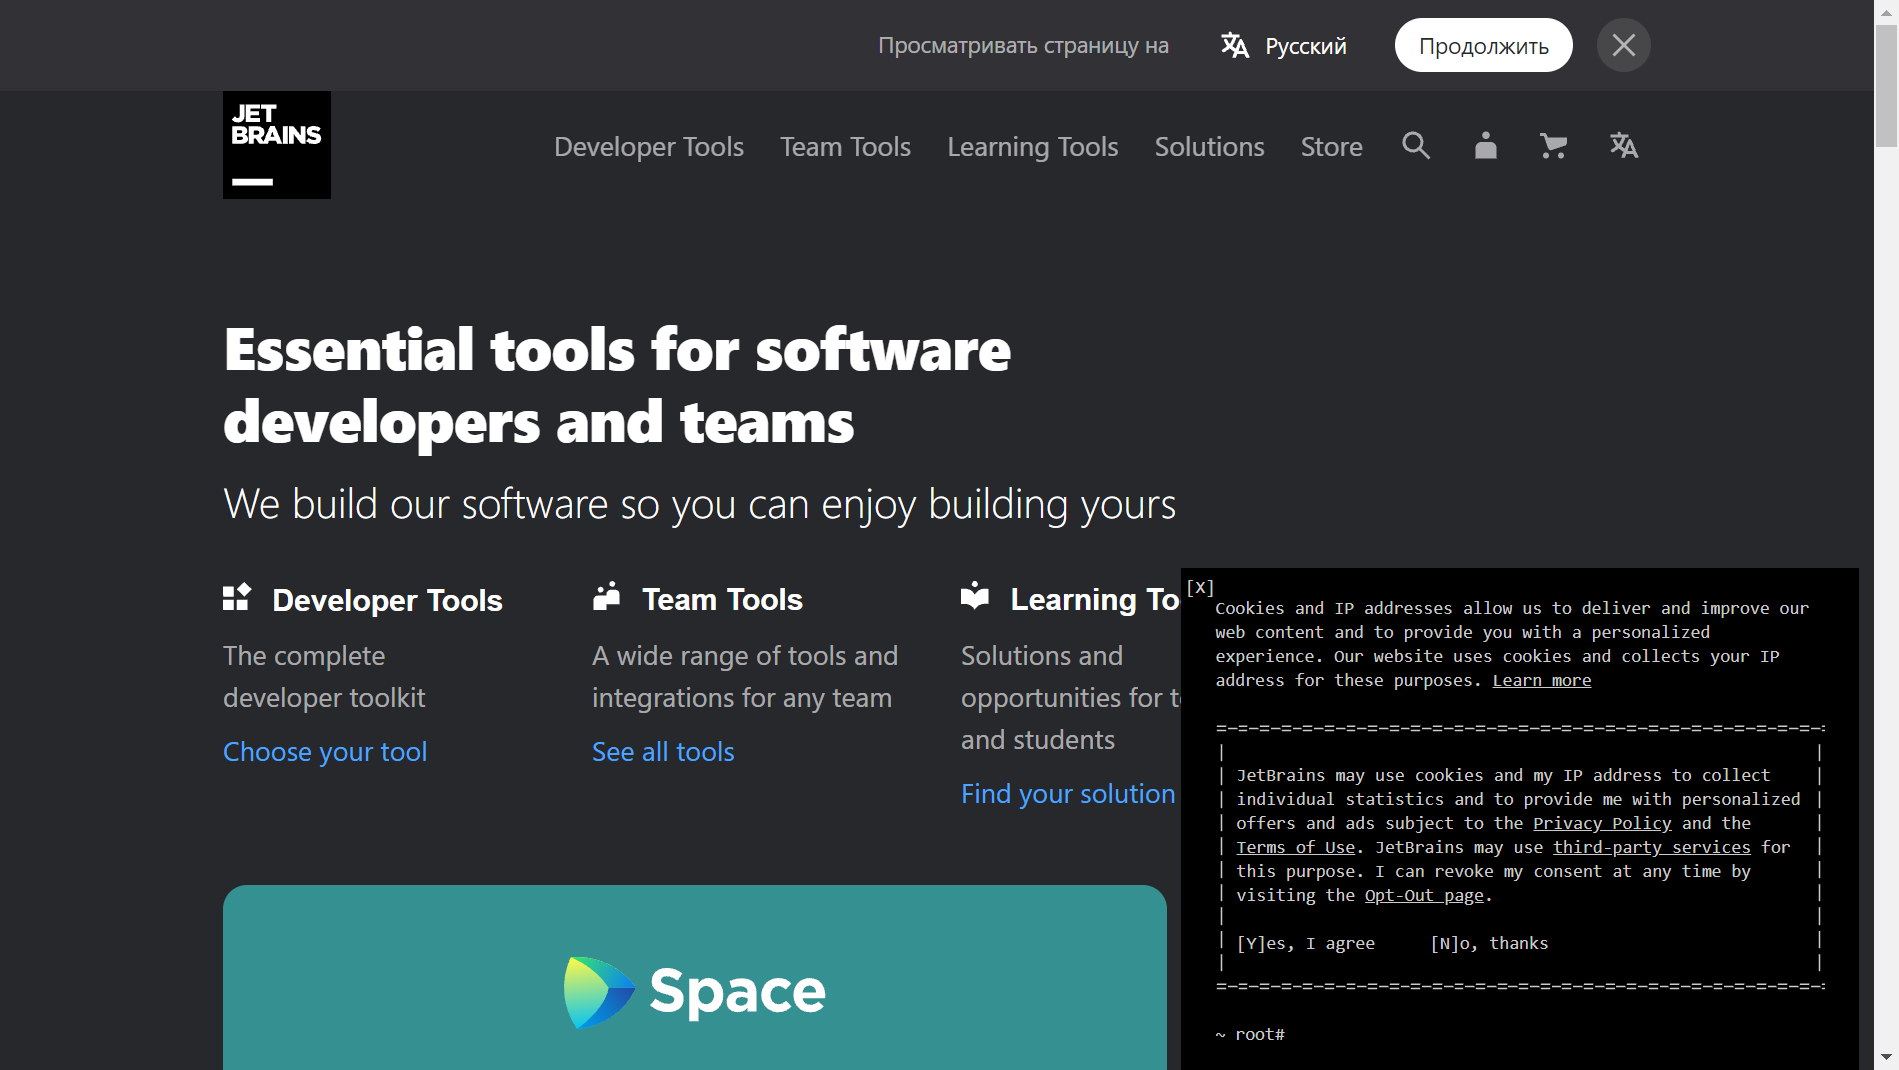 Просматривать страницу на
Русский
Продолжить
JET
BRAINS
Developer Tools
Team Tools
Learning Tools
Solutions
Store
Essential tools for software
developers and teams
We build our software so you can enjoy building yours
Developer Tools
The complete
developer toolkit
Choose your tool
Team Tools
A wide range of tools and
integrations for any team
See all tools
Learning To
Solutions and
opportunities for t
and students
Find your solution
Space
[X]
Cookies and IP addresses allow us to deliver and improve our
web content and to provide you with a personalized
experience. Our website uses cookies and collects your IP
address for these purposes. Learn more
JetBrains may use cookies and my IP address to collect
individual statistics and to provide me with personalized
offers and ads subject to the Privacy Policy and the
Terms of Use. JetBrains may use third-party services for
this purpose. I can revoke my consent at any time by
visiting the Opt-Out page.
[Y]es, I agree
[N]o, thanks
~ root#